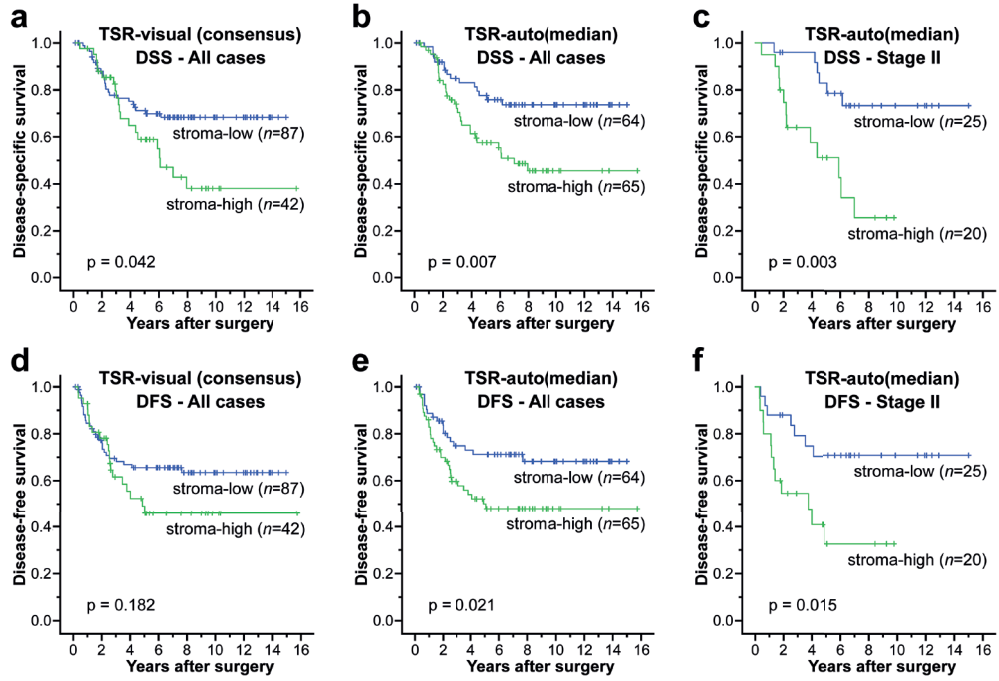 a
TSR-visual (consensus)
DSS - All cases
Disease-specific survival
1.0
0.8
0.6
0.4
0.2
0.0
stroma-low (n=87)
stroma-high (n=42)
p = 0.042
0 2 4 6 8 10 12 14 16
Years after surgery
b
TSR-auto(median)
DSS - All cases
Disease-specific survival
1.0
0.8
0.6
0.4
0.2
0.0
stroma-low (n=64)
stroma-high (n=65)
p = 0.007
0 2 4 6 8 10 12 14 16
Years after surgery
c
TSR-auto(median)
DSS - Stage II
Disease-specific survival
1.0
0.8
0.6
0.4
0.2
0.0
stroma-low (n=25)
stroma-high (n=20)
p = 0.003
0 2 4 6 8 10 12 14 16
Years after surgery
d
TSR-visual (consensus)
DFS - All cases
Disease-free survival
1.0
0.8
0.6
0.4
0.2
0.0
stroma-low (n=87)
stroma-high (n=42)
p = 0.182
0 2 4 6 8 10 12 14 16
Years after surgery
e
TSR-auto(median)
DFS - All cases
Disease-free survival
1.0
0.8
0.6
0.4
0.2
0.0
stroma-low (n=64)
stroma-high (n=65)
p = 0.021
0 2 4 6 8 10 12 14 16
Years after surgery
f
TSR-auto(median)
DFS - Stage II
Disease-free survival
1.0
0.8
0.6
0.4
0.2
0.0
stroma-low (n=25)
stroma-high (n=20)
p = 0.015
0 2 4 6 8 10 12 14 16
Years after surgery